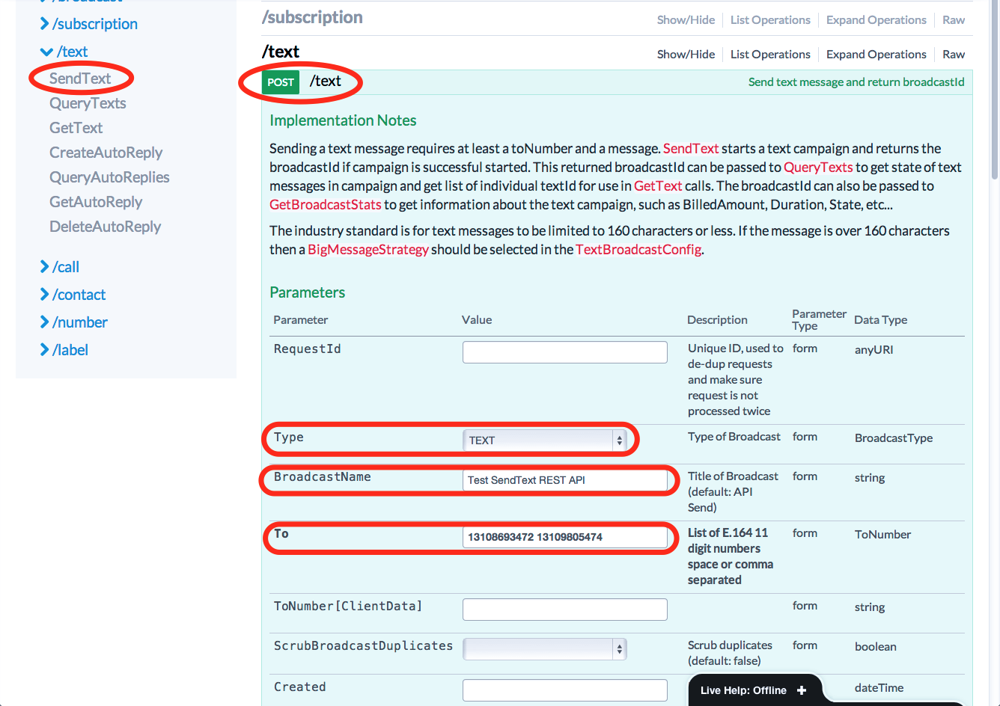 /subscription
/text
SendText
QueryTexts
GetText
CreateAutoReply
QueryAutoReplies
GetAutoReply
DeleteAutoReply
/call
/contact
/number
/label
/subscription Show/Hide List Operations Expand Operations Raw
/text Show/Hide List Operations Expand Operations Raw
POST /text Send text message and return broadcastId
Implementation Notes
Sending a text message requires at least a toNumber and a message. SendText starts a text campaign and returns the
broadcastId if campaign is successful started. This returned broadcastId can be passed to QueryTexts to get state of text
messages in campaign and get list of individual textId for use in GetText calls. The broadcastId can also be passed to
GetBroadcastStats to get information about the text campaign, such as BilledAmount, Duration, State, etc...
The industry standard is for text messages to be limited to 160 characters or less. If the message is over 160 characters
then a BigMessageStrategy should be selected in the TextBroadcastConfig.
Parameters
Parameter Value Description Parameter Type Data Type
RequestId Unique ID, used to form anyURI
de-dup requests
and make sure
request is not
processed twice
Type TEXT Type of Broadcast form BroadcastType
BroadcastName Test SendText REST API Title of Broadcast form string
(default: API
Send)
To 13108693472 13109805474 List of E.164 11 form ToNumber
digit numbers
space or comma
separated
ToNumber[ClientData] form string
ScrubBroadcastDuplicates Scrub duplicates form boolean
(default: false)
Created dateTime
Live Help: Offline +